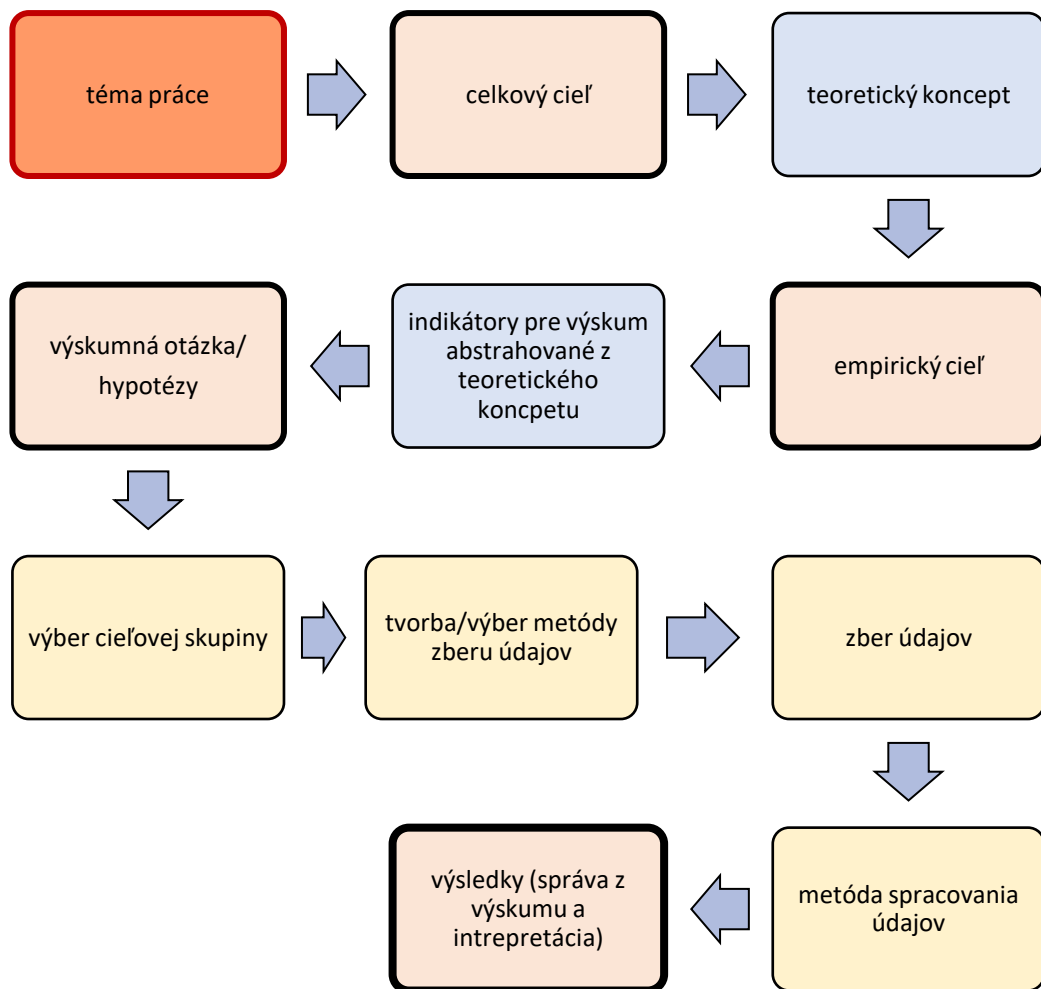 téma práce
celkový cieľ
teoretický koncept
výskumná otázka/
hypotézy
indikátory pre výskum
abstrahované z
teoretického
koncpetu
empirický cieľ
výber cieľovej skupiny
tvorba/výber metódy
zberu údajov
zber údajov
výsledky (správa z
výskumu a
intrepretácia)
metóda spracovania
údajov